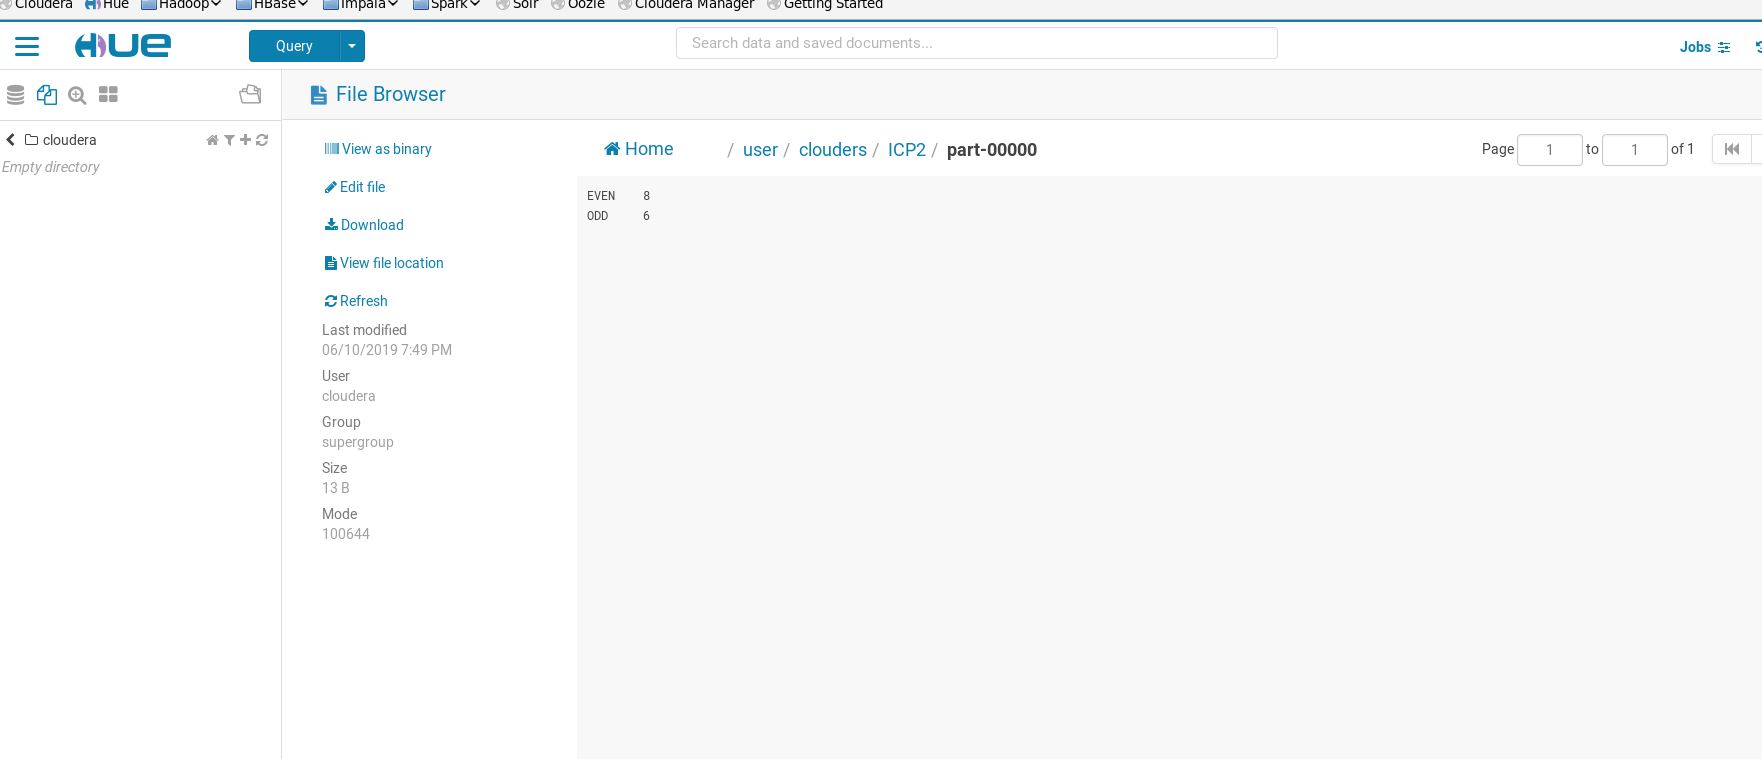 Cloudera Hue Hadoop HBase Impala Spark Solr Oozie Cloudera Manager Getting Started
HUE Query Search data and saved documents... Jobs
File Browser
cloudera
Empty directory
View as binary
Edit file
Download
View file location
Refresh
Last modified
06/10/2019 7:49 PM
User
cloudera
Group
supergroup
Size
13 B
Mode
100644
Home / user / clouders / ICP2 / part-00000 Page 1 to 1 of 1
EVEN 8
ODD 6